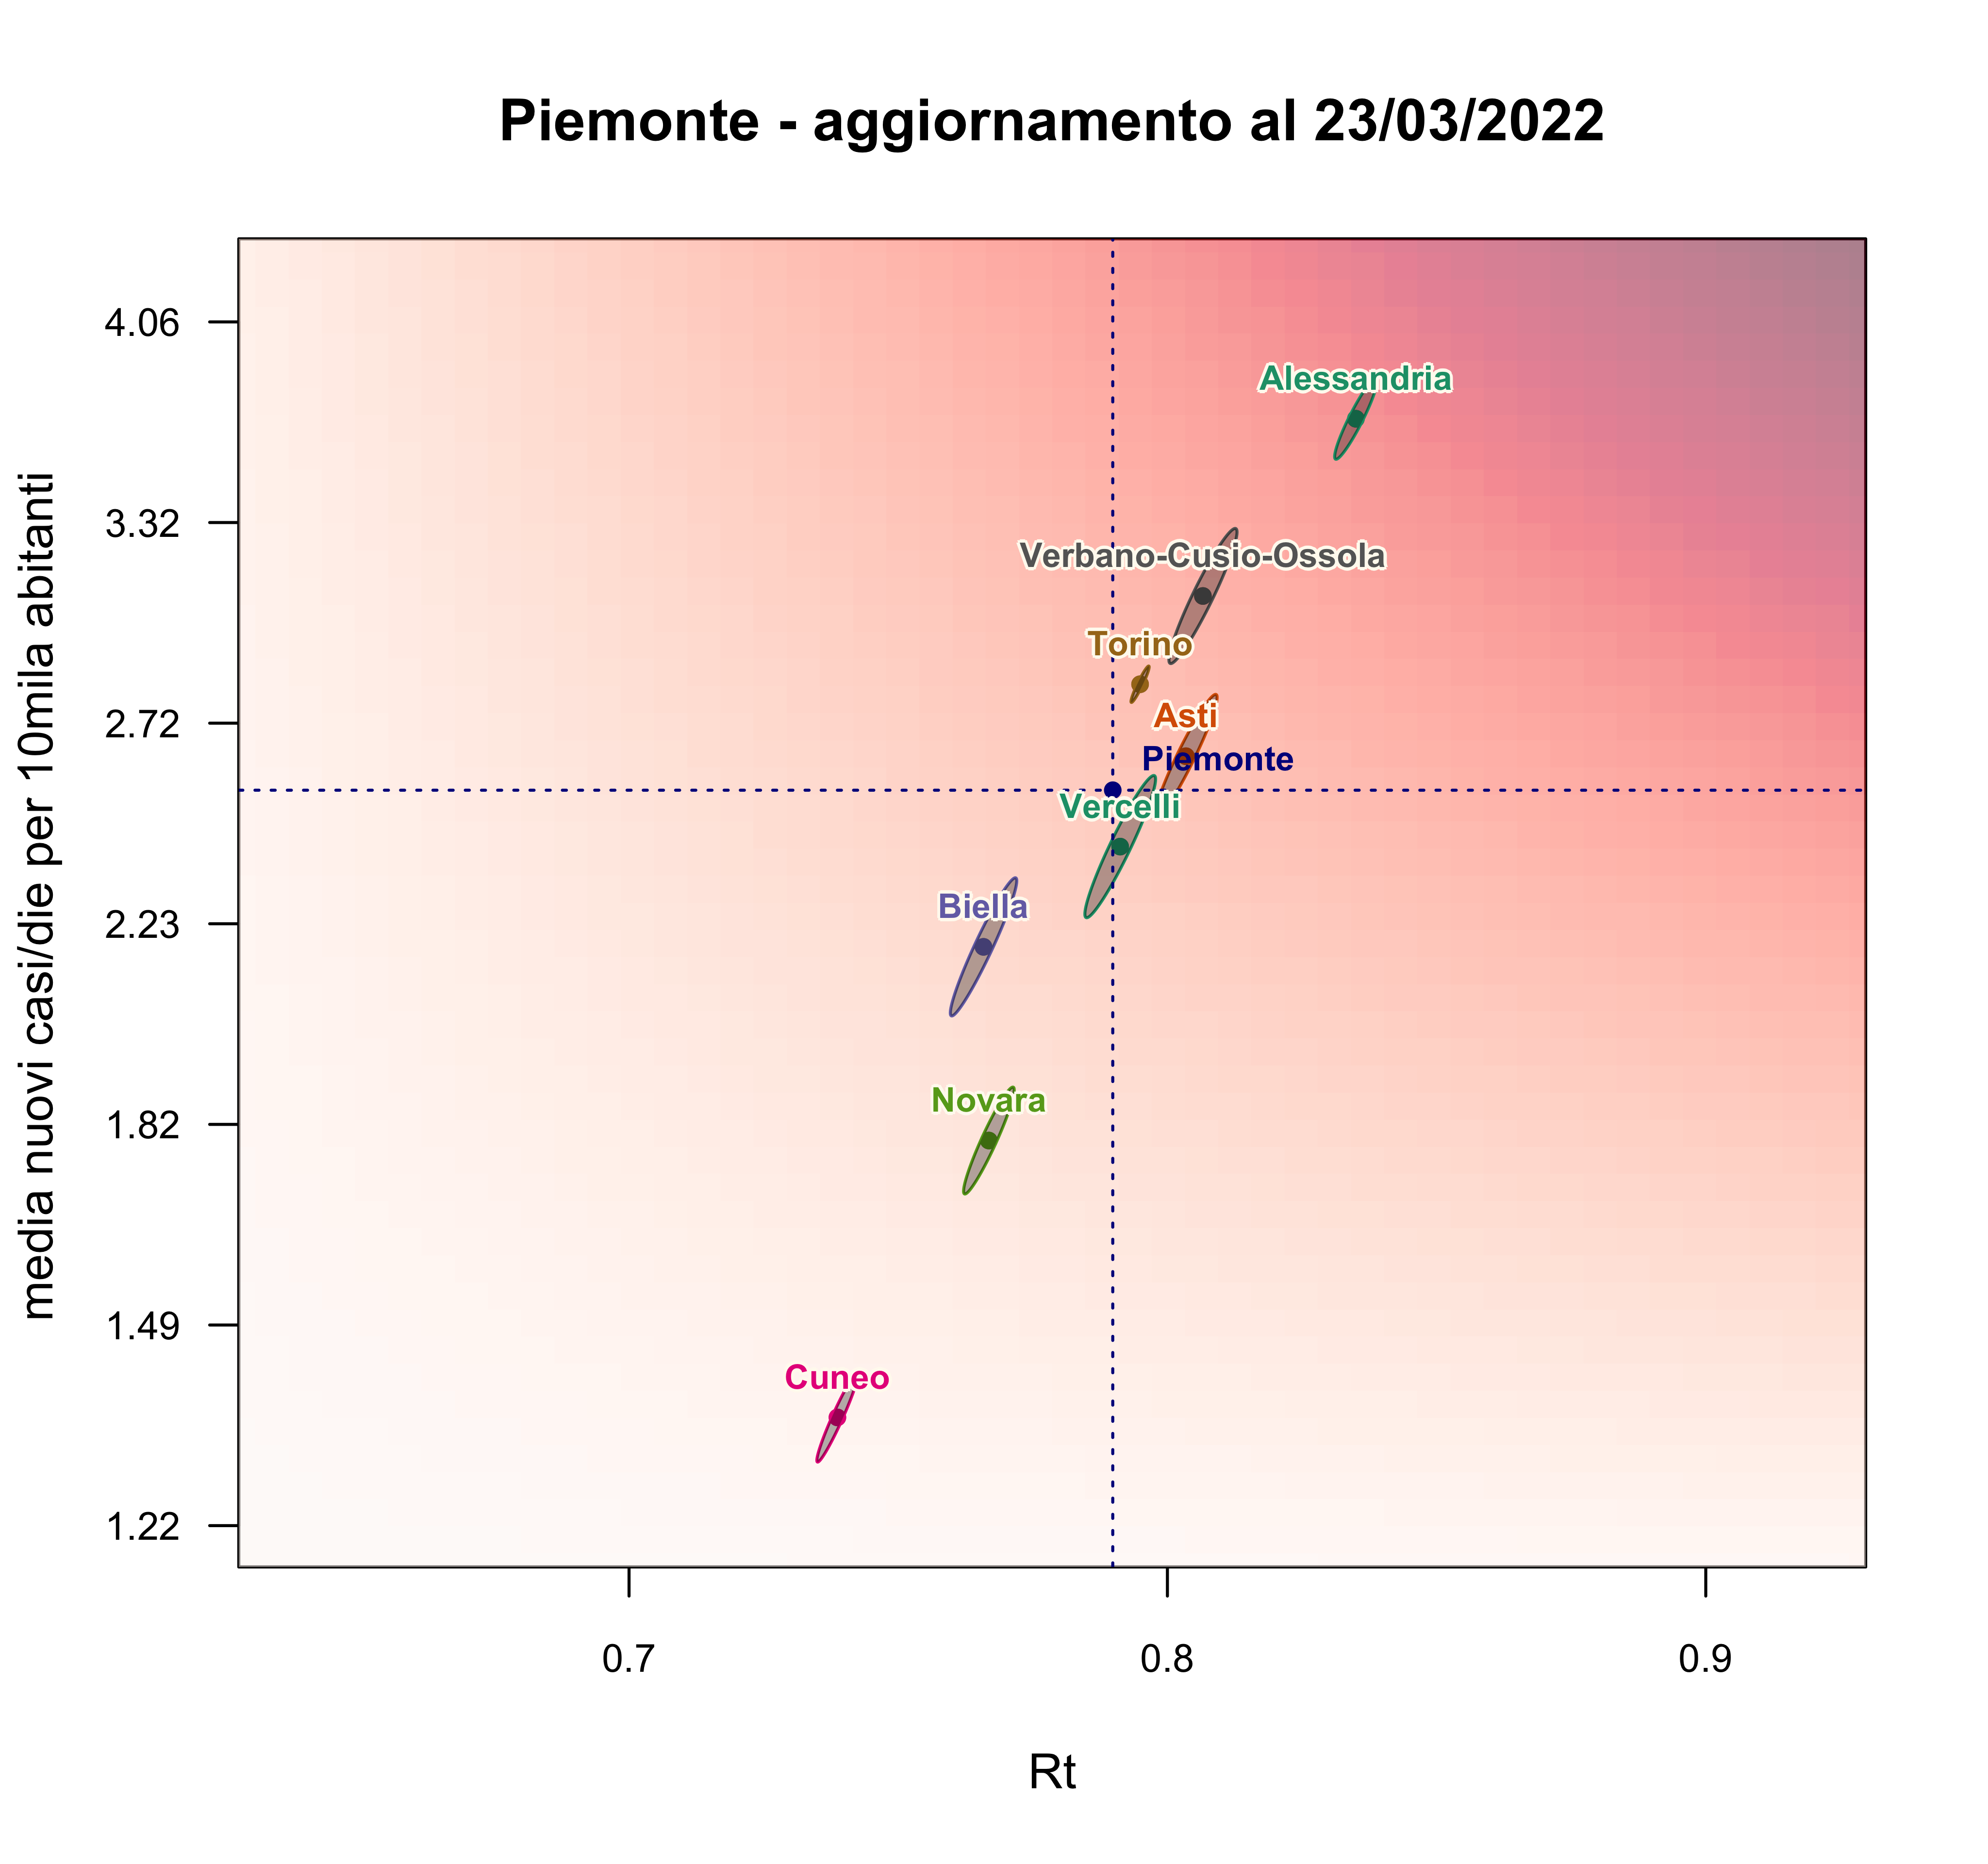 Piemonte - aggiornamento al 23/03/2022
media nuovi casi/die per 10mila abitanti
4.06
3.32
2.72
2.23
1.82
1.49
1.22
Alessandria
Verbano-Cusio-Ossola
Torino
Asti
Piemonte
Vercelli
Biella
Novara
Cuneo
0.7
0.8
0.9
Rt